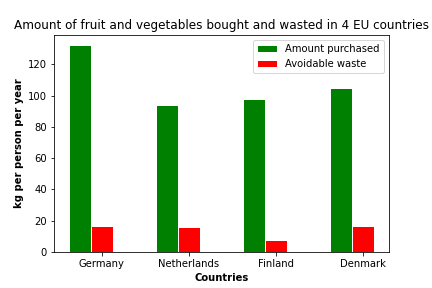 Amount of fruit and vegetables bought and wasted in 4 EU countries
Amount purchased
Avoidable waste
kg per person per year
120
100
80
60
40
20
0
Germany
Netherlands
Finland
Denmark
Countries